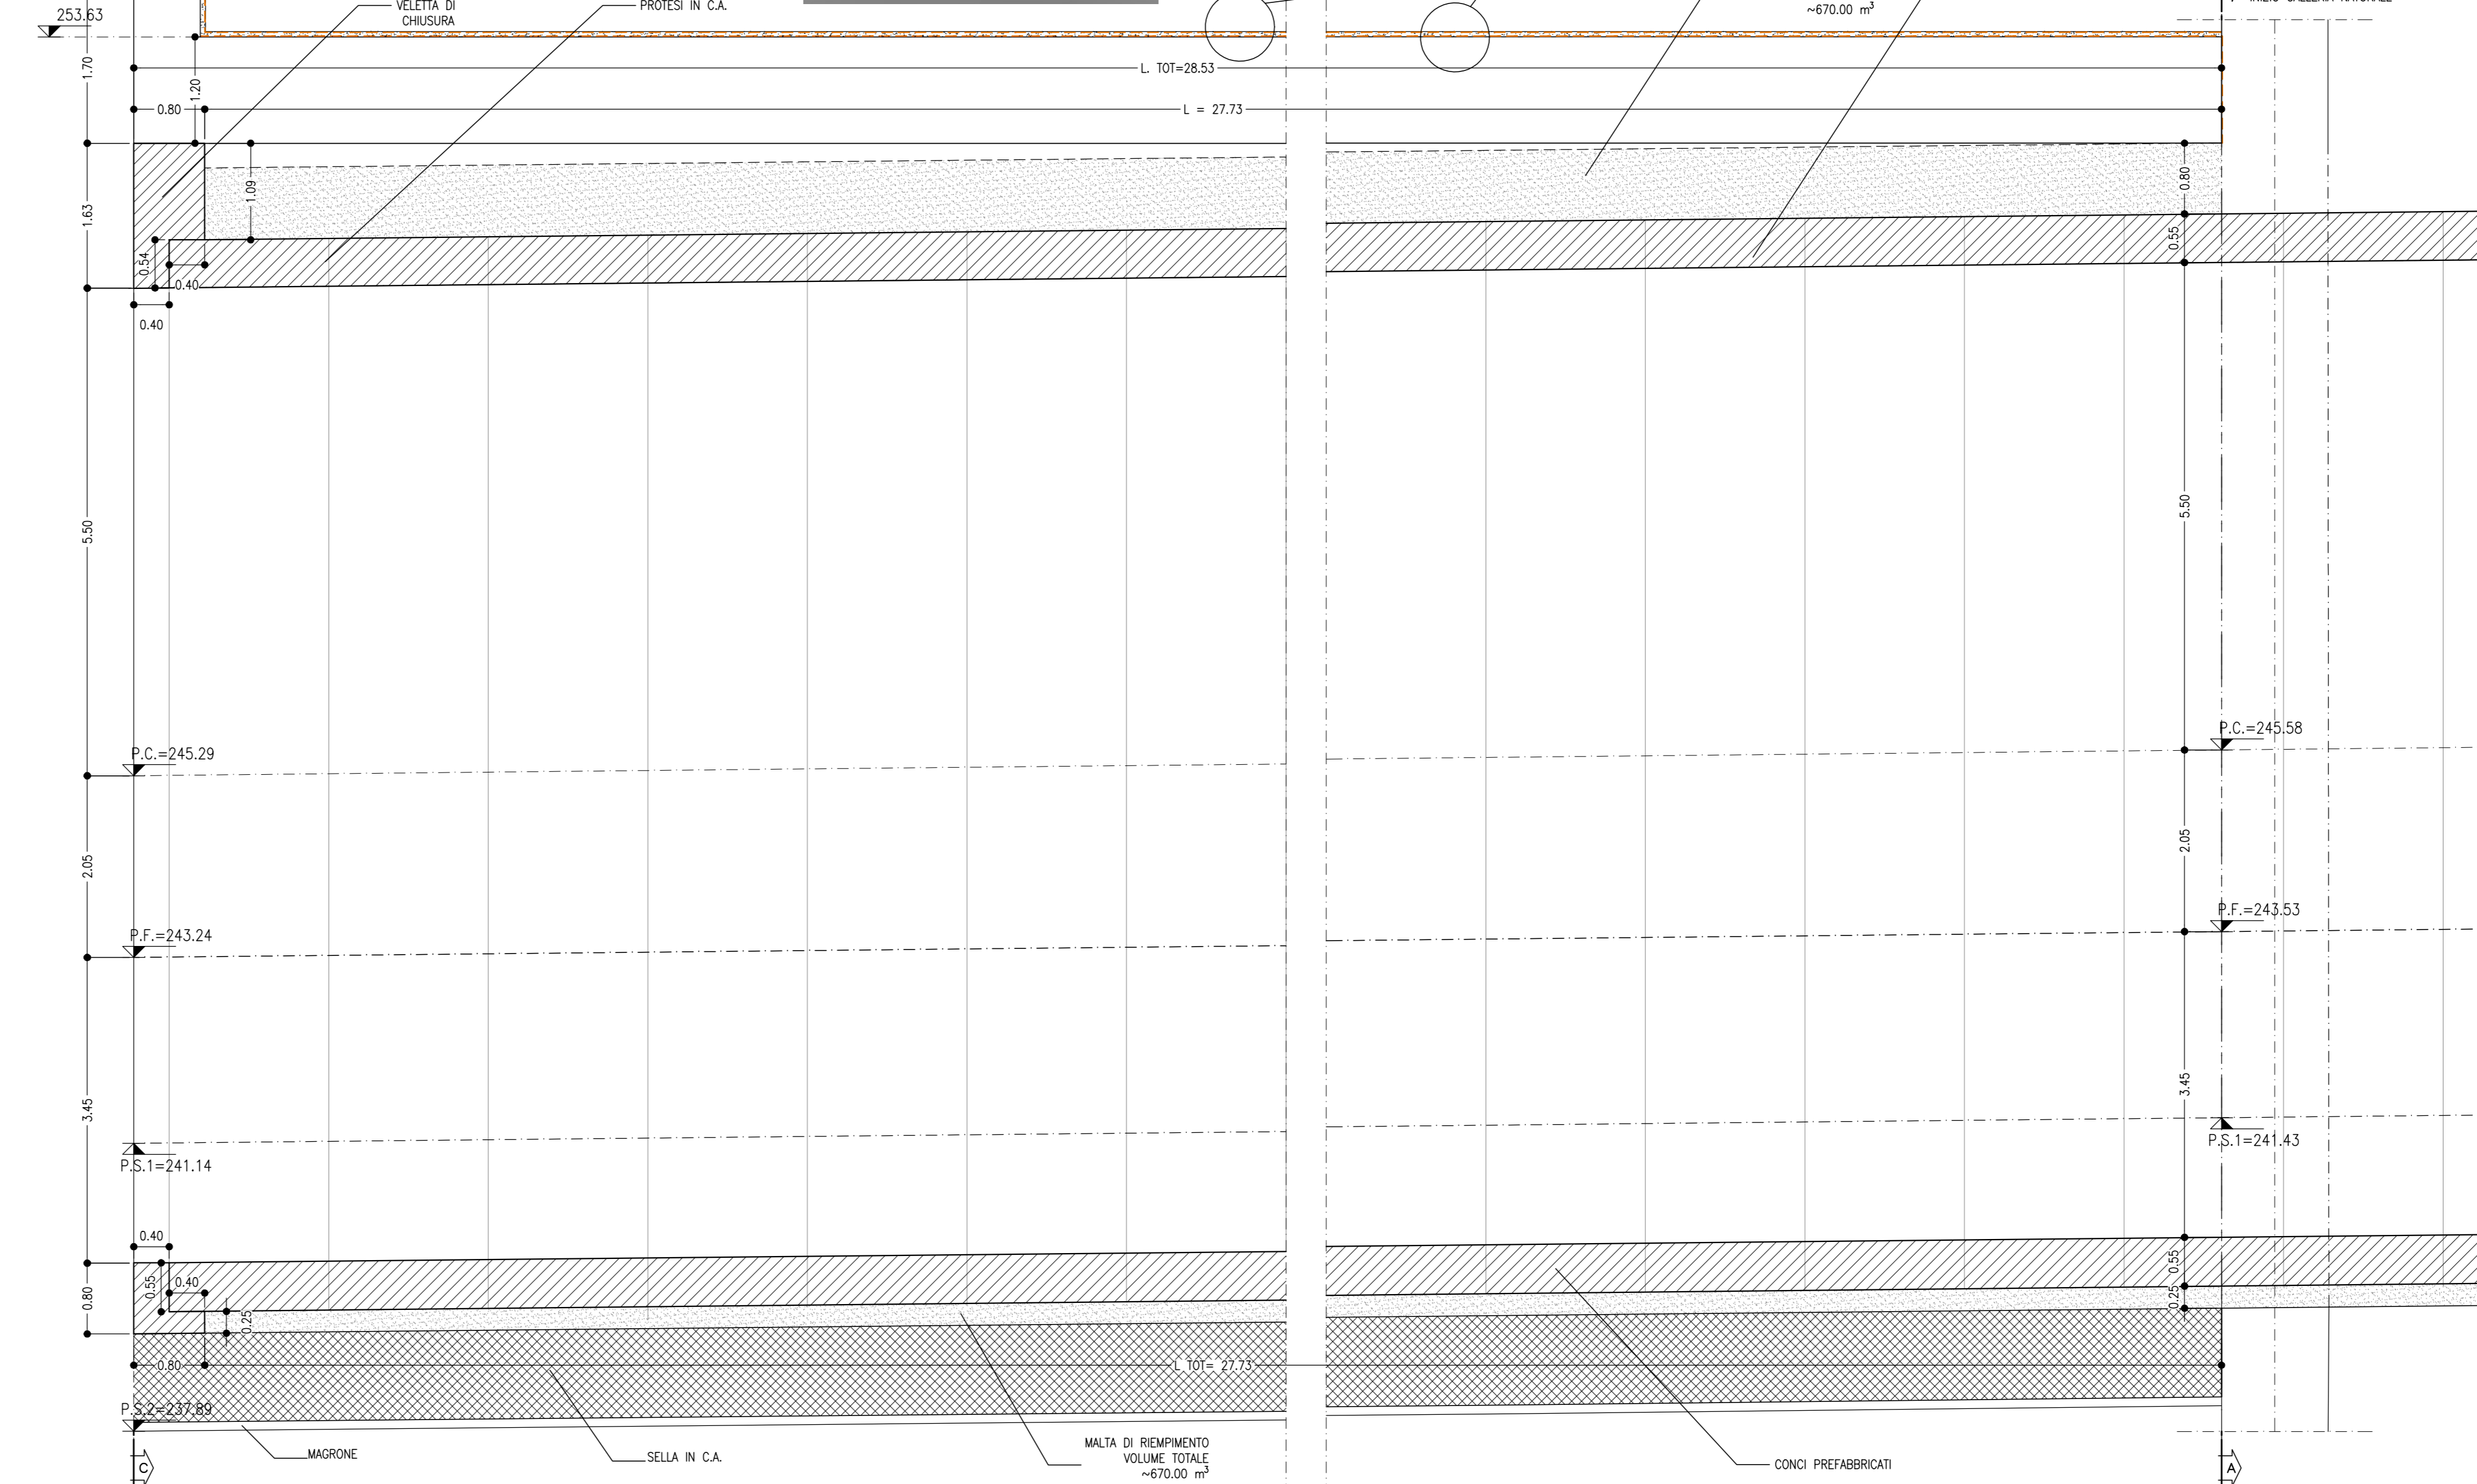 253.63
VELETTA DI
CHIUSURA
PROTESI IN C.A.
~670.00 m³
1.70
1.20
L. TOT=28.53
0.80
L = 27.73
1.63
1.09
0.80
0.54
0.55
0.40
0.40
5.50
5.50
P.C.=245.29
P.C.=245.58
2.05
2.05
P.F.=243.24
P.F.=243.53
3.45
3.45
P.S.1=241.14
P.S.1=241.43
0.40
0.80
0.55
0.40
0.25
0.55
0.25
0.80
L TOT= 27.73
P.S.2=237.89
MAGRONE
SELLA IN C.A.
MALTA DI RIEMPIMENTO
VOLUME TOTALE
~670.00 m³
CONCI PREFABBRICATI
C
A